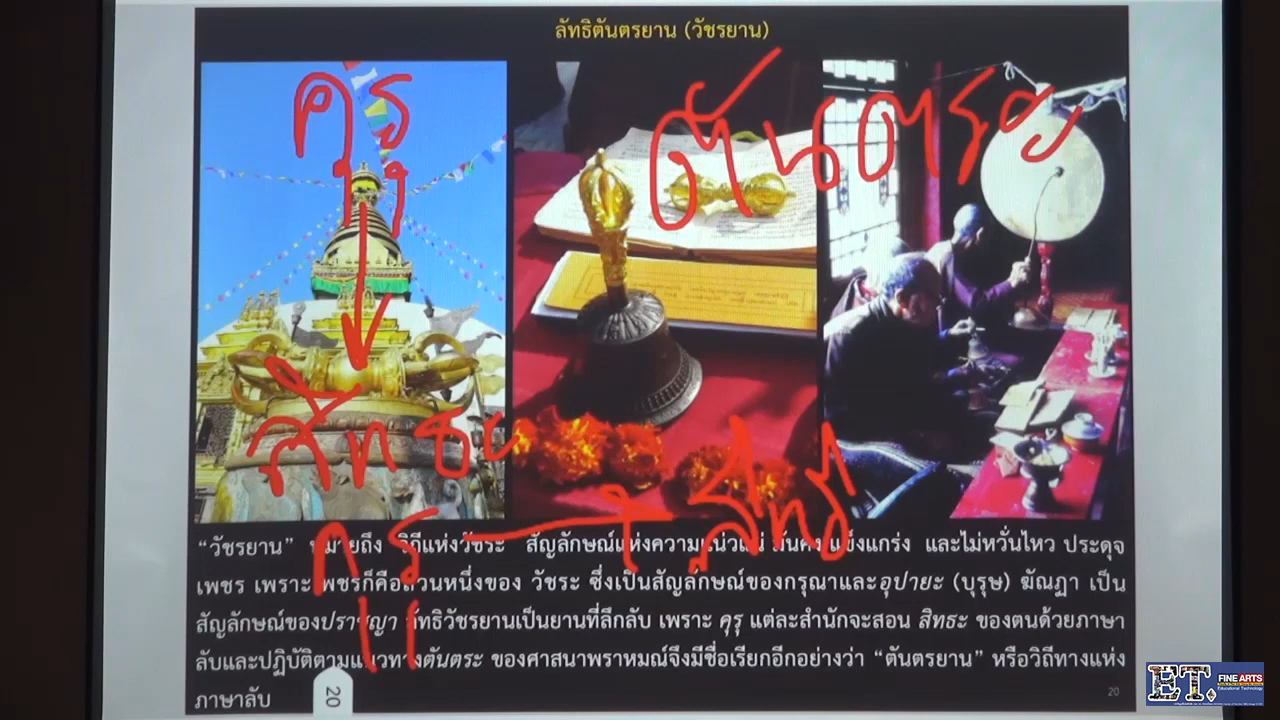 ลัทธิตันตรยาน (วัชรยาน)
คุรุ
ตันตระ
สิทธะ
กุรุ
สิทธิ์
“วัชรยาน” หมายถึง วิถีแห่งวัชระ สัญลักษณ์แห่งความแน่วแน่ มั่นคง แข็งแกร่ง และไม่หวั่นไหว ประดุจ
เพชร เพราะ เพชรก็คือส่วนหนึ่งของ วัชระ ซึ่งเป็นสัญลักษณ์ของกรุณาและอุปายะ (บุรุษ) ฆัณฏา เป็น
สัญลักษณ์ของปรัชญา ลัทธิวัชรยานเป็นยานที่ลึกลับ เพราะ คุรุ แต่ละสำนักจะสอน สิทธะ ของตนด้วยภาษา
ลับและปฏิบัติตามแนวทางตันตระ ของศาสนาพราหมณ์จึงมีชื่อเรียกอีกอย่างว่า “ตันตรยาน” หรือวิถีทางแห่ง
ภาษาลับ
20
20
ET.
FINE ARTS
Educational Technology